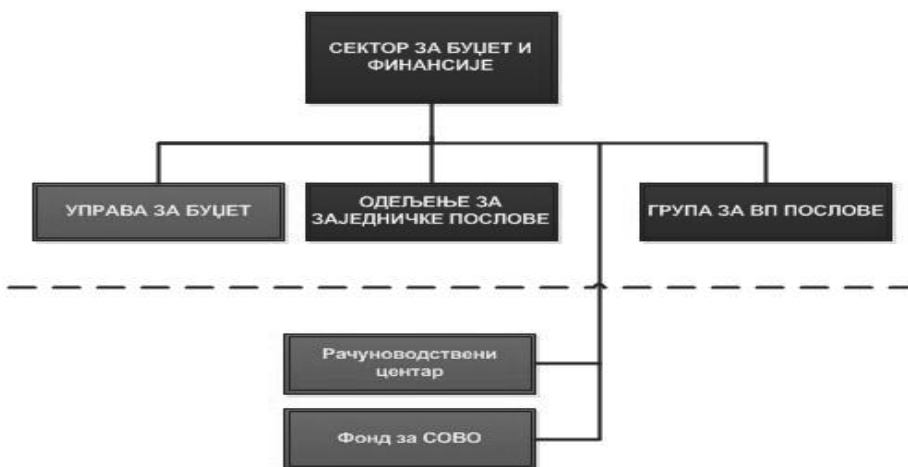 СЕКТОР ЗА БУЏЕТ И
ФИНАНСИЈЕ
УПРАВА ЗА БУЏЕТ
ОДЕЉЕЊЕ ЗА
ЗАЈЕДНИЧКЕ ПОСЛОВЕ
ГРУПА ЗА ВП ПОСЛОВЕ
Рачуноводствени
центар
Фонд за СОВО